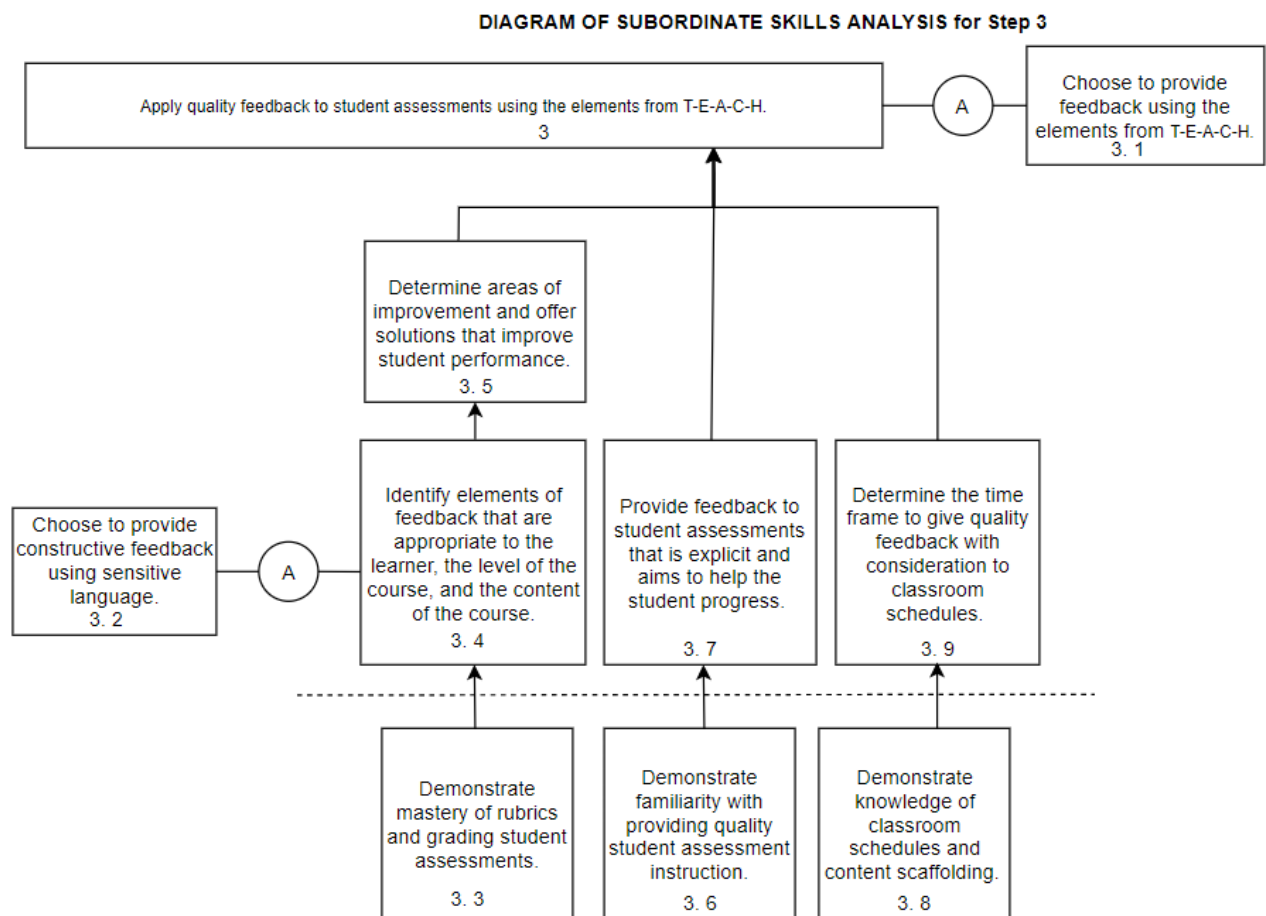 DIAGRAM OF SUBORDINATE SKILLS ANALYSIS for Step 3
Apply quality feedback to student assessments using the elements from T-E-A-C-H.
3
A
Choose to provide
feedback using the
elements from T-E-A-C-H.
3. 1
Determine areas of
improvement and offer
solutions that improve
student performance.
3. 5
Choose to provide
constructive feedback
using sensitive
language.
3. 2
A
Identify elements of
feedback that are
appropriate to the
learner, the level of the
course, and the content
of the course.
3. 4
Provide feedback to
student assessments
that is explicit and
aims to help the
student progress.
3. 7
Determine the time
frame to give quality
feedback with
consideration to
classroom
schedules.
3. 9
Demonstrate
mastery of rubrics
and grading student
assessments.
3. 3
Demonstrate
familiarity with
providing quality
student assessment
instruction.
3. 6
Demonstrate
knowledge of
classroom
schedules and
content scaffolding.
3. 8